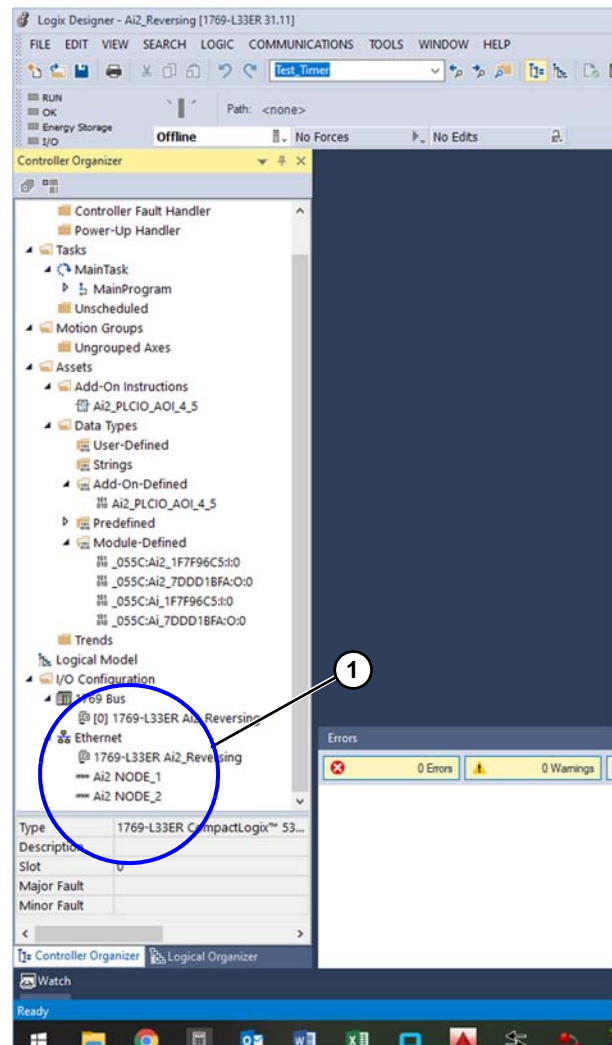 Logix Designer - Ai2_Reversing [1769-L33ER 31.11]
FILE EDIT VIEW SEARCH LOGIC COMMUNICATIONS TOOLS WINDOW HELP
Test_Timer
RUN
OK
Energy Storage
I/O
Path: <none>
Offline No Forces No Edits
Controller Organizer
Controller Fault Handler
Power-Up Handler
Tasks
MainTask
MainProgram
Unscheduled
Motion Groups
Ungrouped Axes
Assets
Add-On Instructions
Ai2_PLCIO_AOI_4_5
Data Types
User-Defined
Strings
Add-On-Defined
Ai2_PLCIO_AOI_4_5
Predefined
Module-Defined
_055C:Ai2_1F7F96C5:I:0
_055C:Ai2_7DDD1BFA:O:0
_055C:Ai_1F7F96C5:I:0
_055C:Ai_7DDD1BFA:O:0
Trends
Logical Model
I/O Configuration
1
1769 Bus
[0] 1769-L33ER Ai2_Reversing
Ethernet
1769-L33ER Ai2_Reversing
Ai2 NODE_1
Ai2 NODE_2
Errors
0 Errors 0 Warnings
Type 1769-L33ER CompactLogix™ 53...
Description
Slot 0
Major Fault
Minor Fault
Controller Organizer Logical Organizer
Watch
Ready